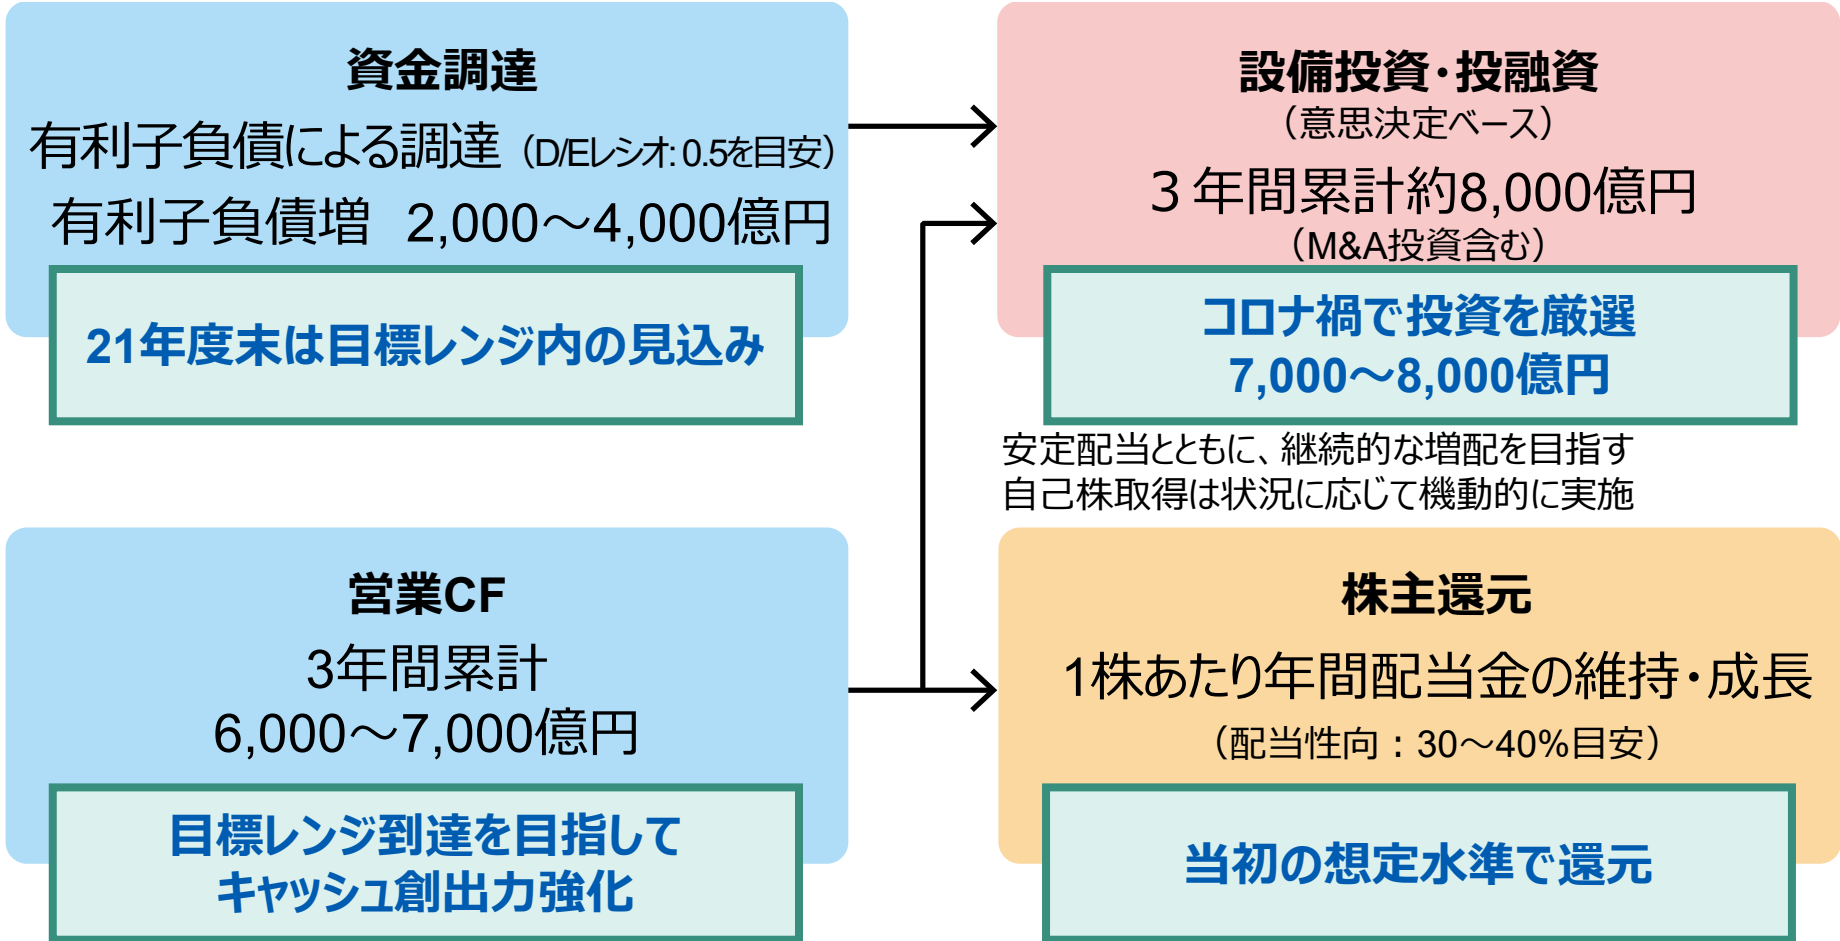 資金調達
有利子負債による調達（D/Eレシオ: 0.5を目安）
有利子負債増　2,000～4,000億円
21年度末は目標レンジ内の見込み
設備投資・投融資
（意思決定ベース）
３年間累計約8,000億円
（M&A投資含む）
コロナ禍で投資を厳選
7,000～8,000億円
安定配当とともに、継続的な増配を目指す
自己株取得は状況に応じて機動的に実施
営業CF
3年間累計
6,000～7,000億円
目標レンジ到達を目指して
キャッシュ創出力強化
株主還元
1株あたり年間配当金の維持・成長
（配当性向：30～40%目安）
当初の想定水準で還元